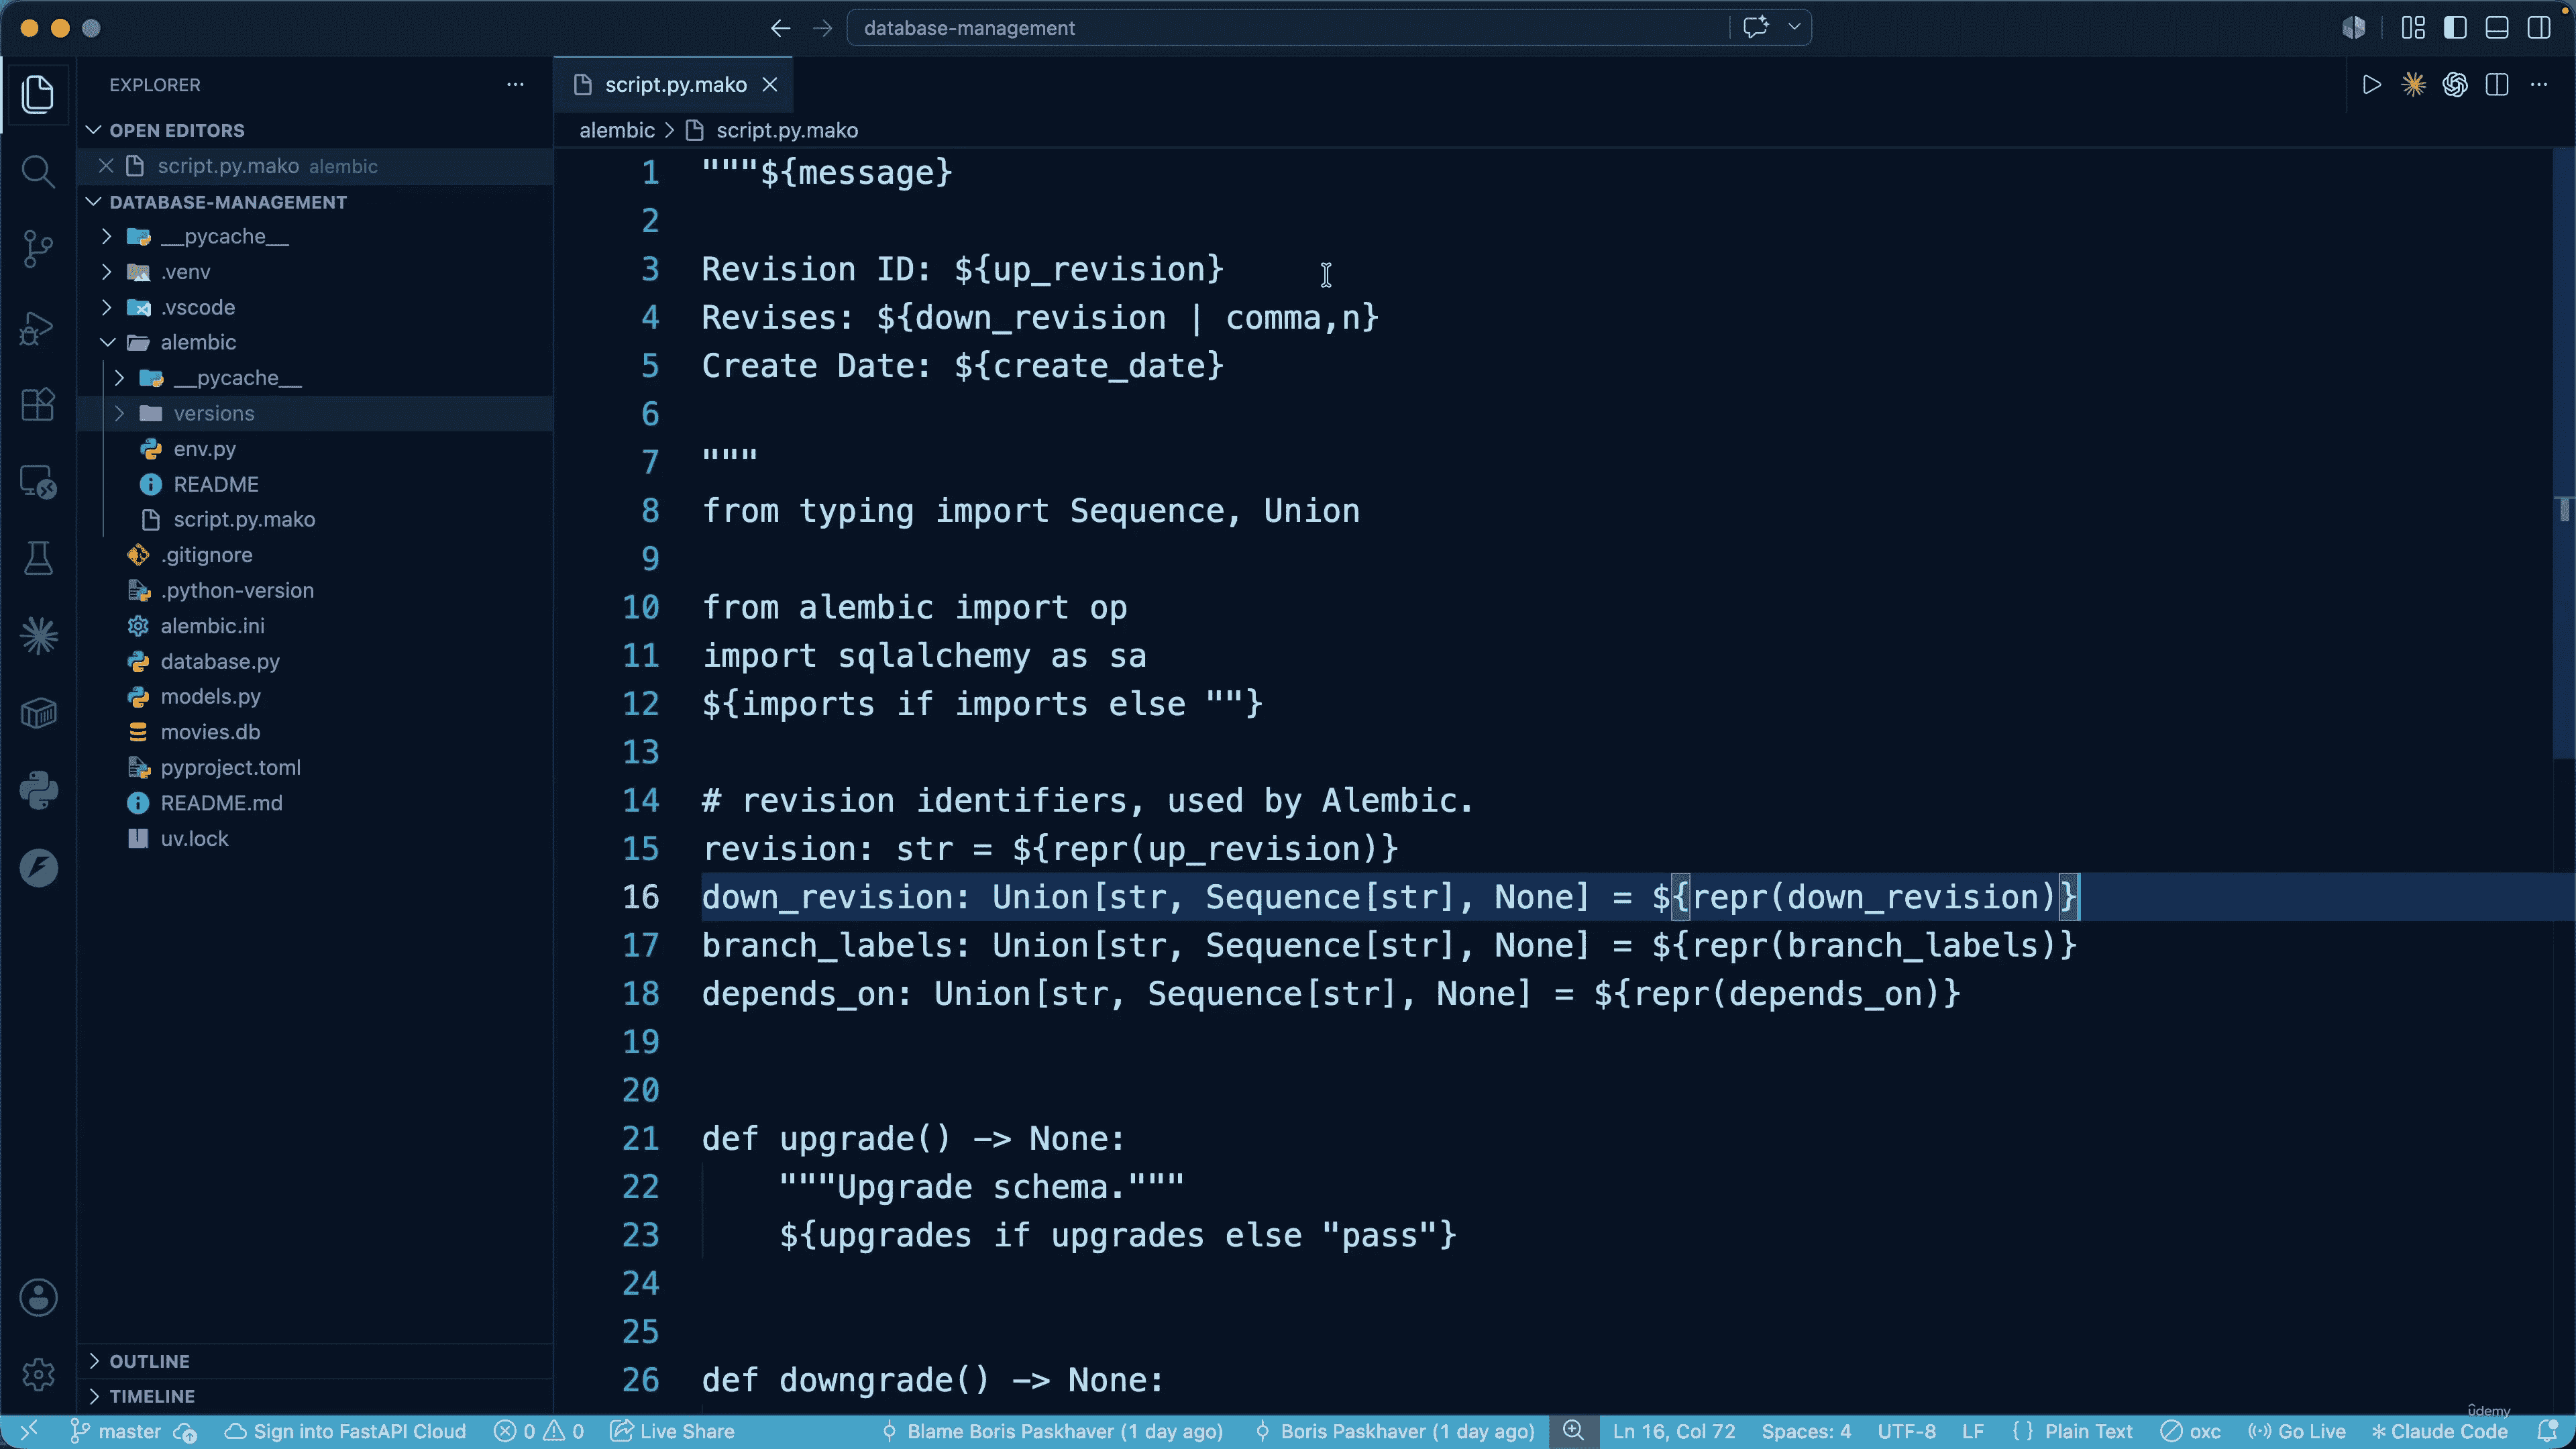 database-management
EXPLORER
script.py.mako
OPEN EDITORS
alembic > script.py.mako
script.py.mako alembic
DATABASE-MANAGEMENT
__pycache__
.venv
.vscode
alembic
__pycache__
versions
env.py
README
script.py.mako
.gitignore
.python-version
alembic.ini
database.py
models.py
movies.db
pyproject.toml
README.md
uv.lock
OUTLINE
TIMELINE
1 """${message}
2
3 Revision ID: ${up_revision}
4 Revises: ${down_revision | comma,n}
5 Create Date: ${create_date}
6
7 """
8 from typing import Sequence, Union
9
10 from alembic import op
11 import sqlalchemy as sa
12 ${imports if imports else ""}
13
14 # revision identifiers, used by Alembic.
15 revision: str = ${repr(up_revision)}
16 down_revision: Union[str, Sequence[str], None] = ${repr(down_revision)}
17 branch_labels: Union[str, Sequence[str], None] = ${repr(branch_labels)}
18 depends_on: Union[str, Sequence[str], None] = ${repr(depends_on)}
19
20
21 def upgrade() -> None:
22     """Upgrade schema."""
23     ${upgrades if upgrades else "pass"}
24
25
26 def downgrade() -> None:
udemy
master Sign into FastAPI Cloud 0 0 Live Share Blame Boris Paskhaver (1 day ago) Boris Paskhaver (1 day ago) Ln 16, Col 72 Spaces: 4 UTF-8 LF { } Plain Text oxc Go Live Claude Code